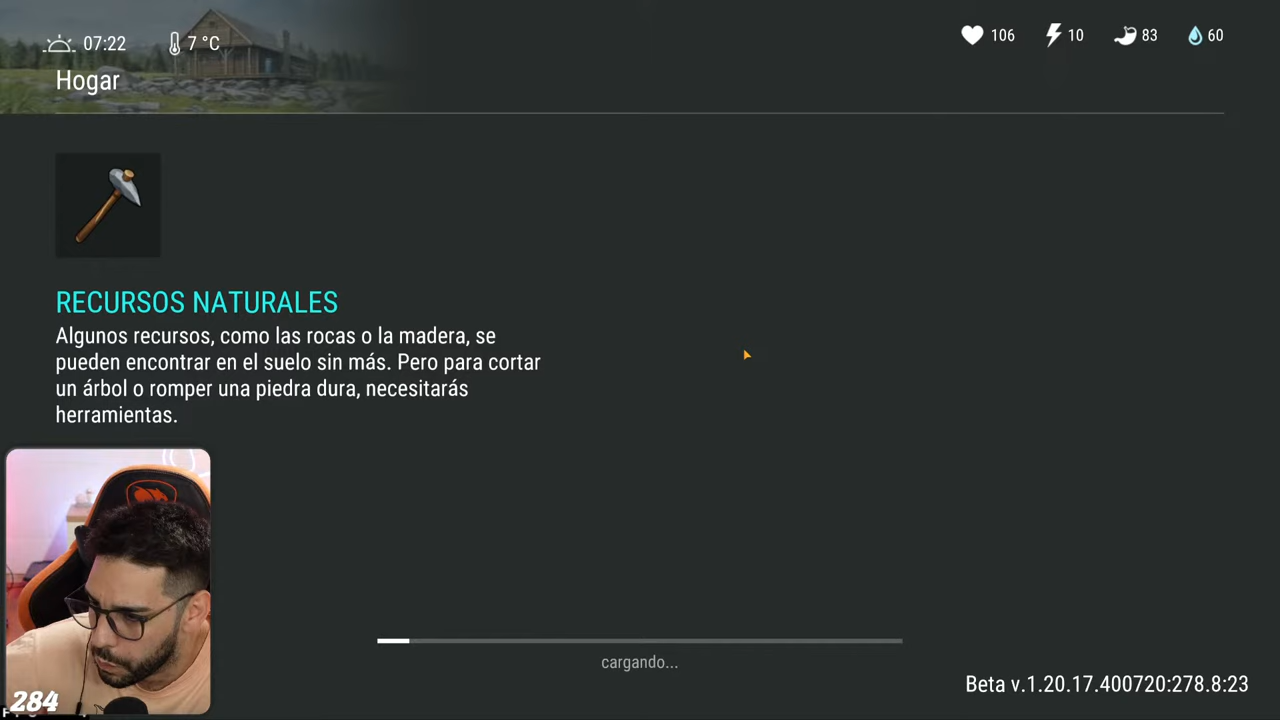 07:22 7 °C 106 10 83 60
Hogar
RECURSOS NATURALES
Algunos recursos, como las rocas o la madera, se
pueden encontrar en el suelo sin más. Pero para cortar
un árbol o romper una piedra dura, necesitarás
herramientas.
cargando...
Beta v.1.20.17.400720:278.8:23
284